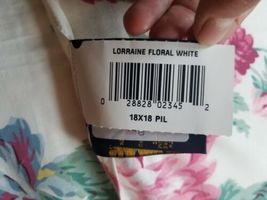 LORRAINE FLORAL WHITE
0 28828 02345 2
18X18 PIL